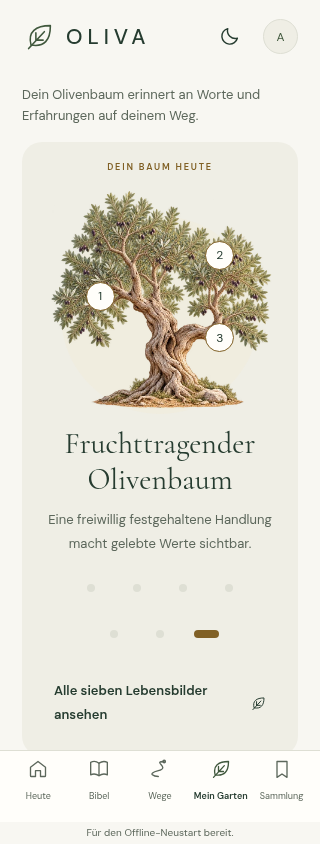 OLIVA
A
Dein Olivenbaum erinnert an Worte und
Erfahrungen auf deinem Weg.
DEIN BAUM HEUTE
2
1
3
Fruchttragender
Olivenbaum
Eine freiwillig festgehaltene Handlung
macht gelebte Werte sichtbar.
Alle sieben Lebensbilder
ansehen
Heute
Bibel
Wege
Mein Garten
Sammlung
Für den Offline-Neustart bereit.